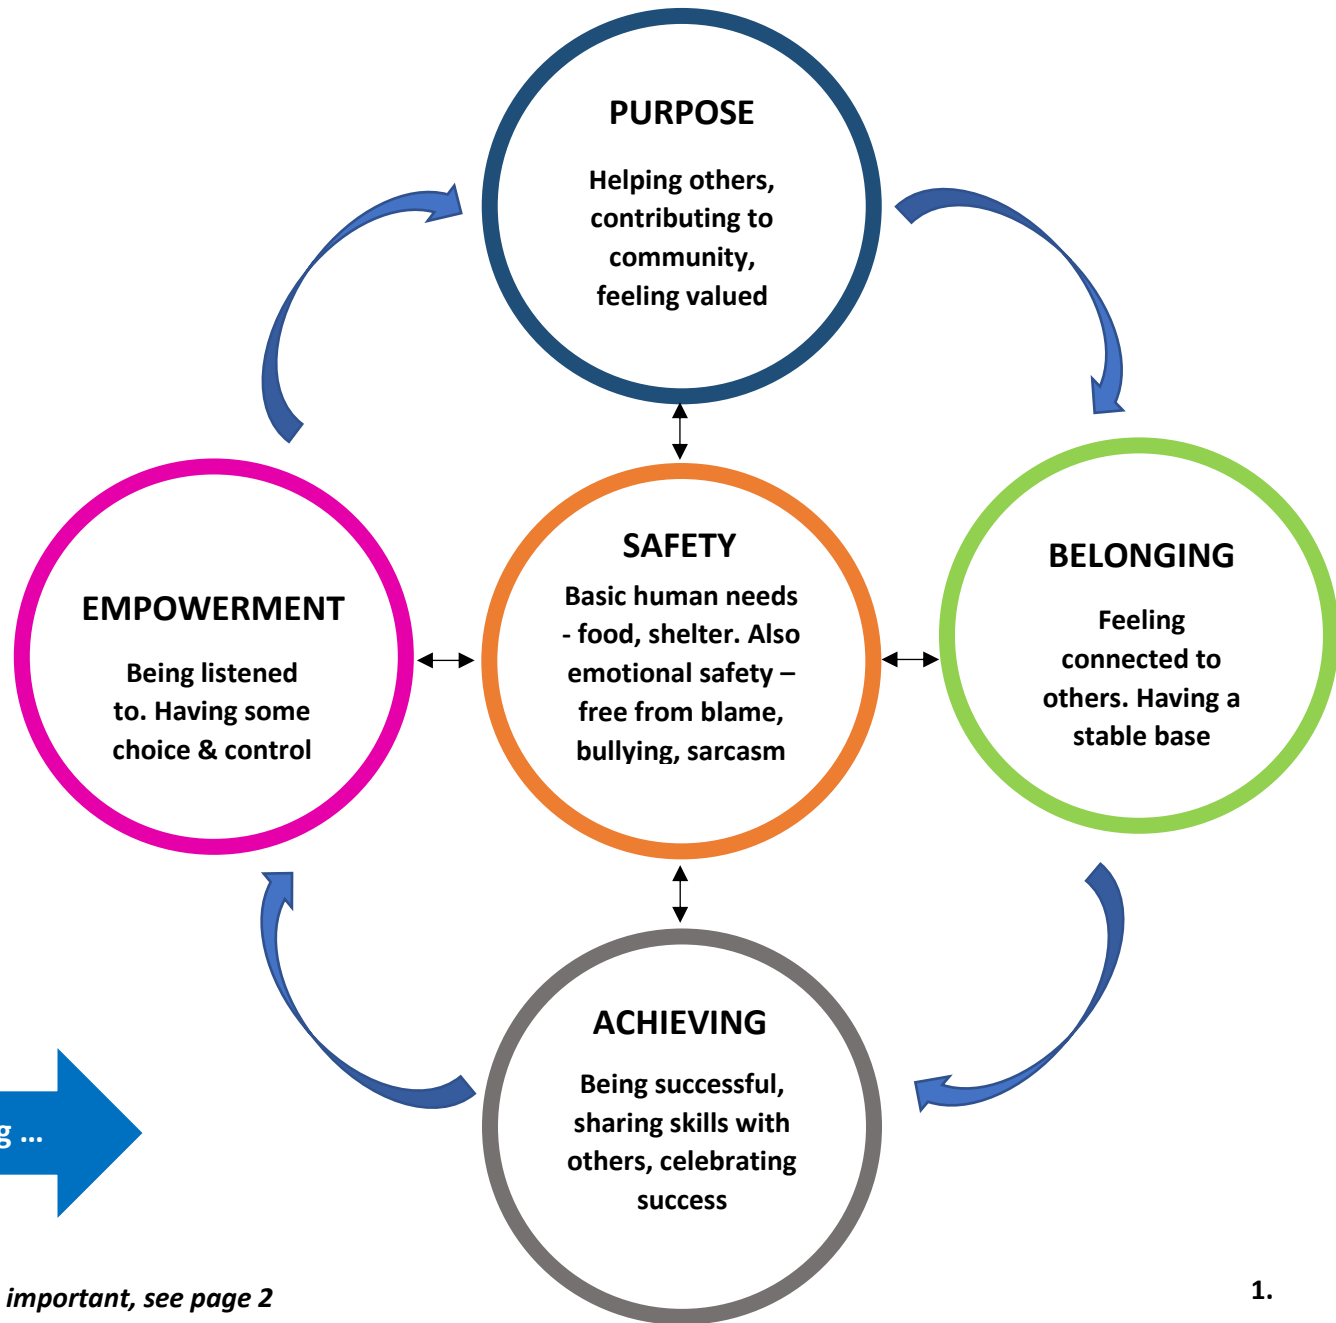 PURPOSE
Helping others,
contributing to
community,
feeling valued
EMPOWERMENT
Being listened
to. Having some
choice & control
SAFETY
Basic human needs
- food, shelter. Also
emotional safety –
free from blame,
bullying, sarcasm
BELONGING
Feeling
connected to
others. Having a
stable base
ACHIEVING
Being successful,
sharing skills with
others, celebrating
success
g ...
important, see page 2
1.